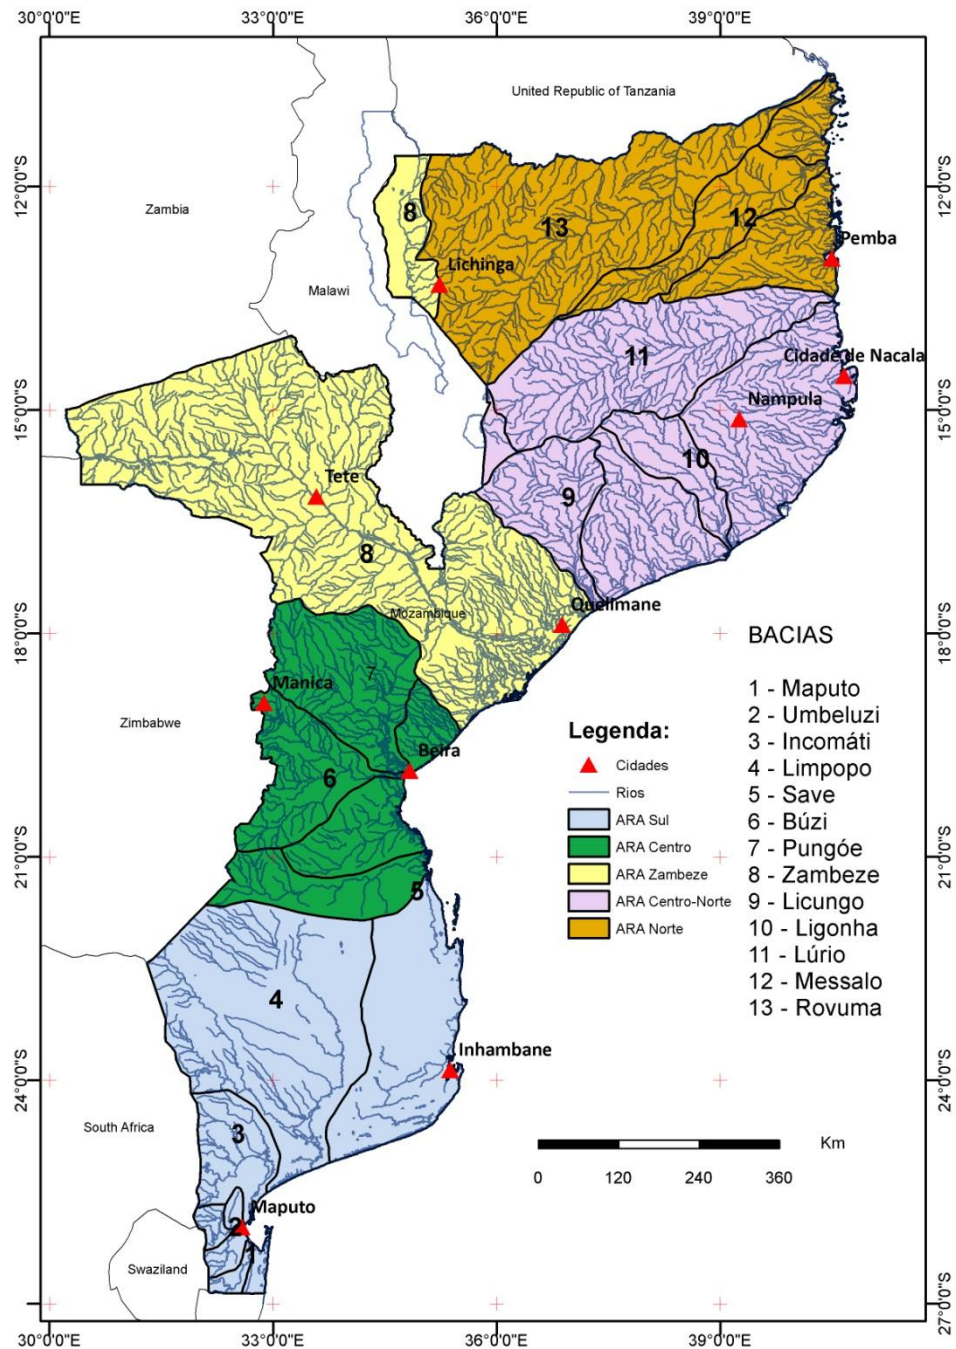 30°0'0"E 33°0'0"E 36°0'0"E 39°0'0"E
United Republic of Tanzania
12°0'0"S 12°0'0"S
Zambia
8
13
12
Pemba
Lichinga
Malawi
11
Cidade de Nacala
Nampula
15°0'0"S 15°0'0"S
10
Tete
9
8
Quelimane
Mozambique
18°0'0"S 18°0'0"S
7
Manica
Zimbabwe
Beira
6
21°0'0"S 21°0'0"S
5
4
Inhambane
24°0'0"S 24°0'0"S
South Africa
3
Maputo
2
1
Swaziland
27°0'0"S
30°0'0"E 33°0'0"E 36°0'0"E 39°0'0"E
Legenda:
Cidades
Rios
ARA Sul
ARA Centro
ARA Zambeze
ARA Centro-Norte
ARA Norte
BACIAS
1 - Maputo
2 - Umbeluzi
3 - Incomáti
4 - Limpopo
5 - Save
6 - Búzi
7 - Pungóe
8 - Zambeze
9 - Licungo
10 - Ligonha
11 - Lúrio
12 - Messalo
13 - Rovuma
Km
0 120 240 360